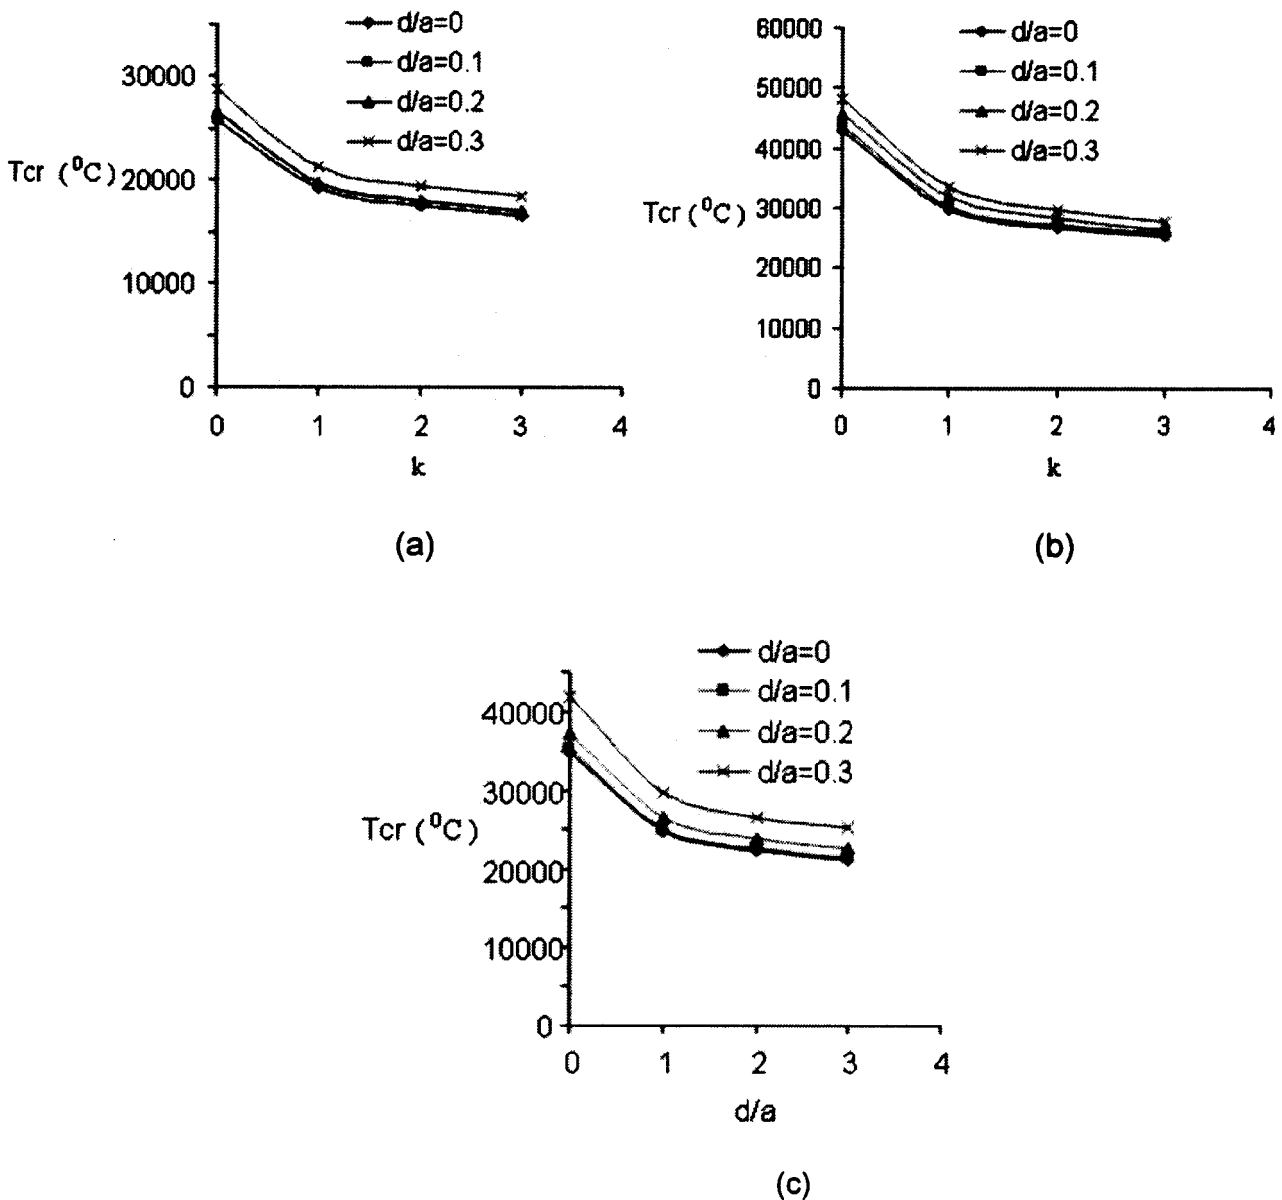 d/a=0
d/a=0.1
d/a=0.2
d/a=0.3
30000
20000
10000
0
Tcr (⁰C)
0 1 2 3 4
k
(a)
d/a=0
d/a=0.1
d/a=0.2
d/a=0.3
60000
50000
40000
30000
20000
10000
0
Tcr (⁰C)
0 1 2 3 4
k
(b)
d/a=0
d/a=0.1
d/a=0.2
d/a=0.3
40000
30000
20000
10000
0
Tcr (⁰C)
0 1 2 3 4
d/a
(c)